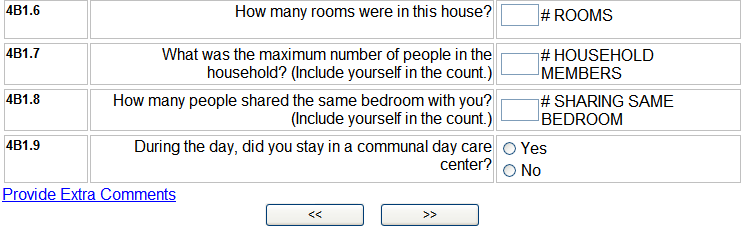 4B1.6 How many rooms were in this house? # ROOMS
4B1.7 What was the maximum number of people in the # HOUSEHOLD
household? (Include yourself in the count.) MEMBERS
4B1.8 How many people shared the same bedroom with you? # SHARING SAME
(Include yourself in the count.) BEDROOM
4B1.9 During the day, did you stay in a communal day care Yes
center? No
Provide Extra Comments
<< >>